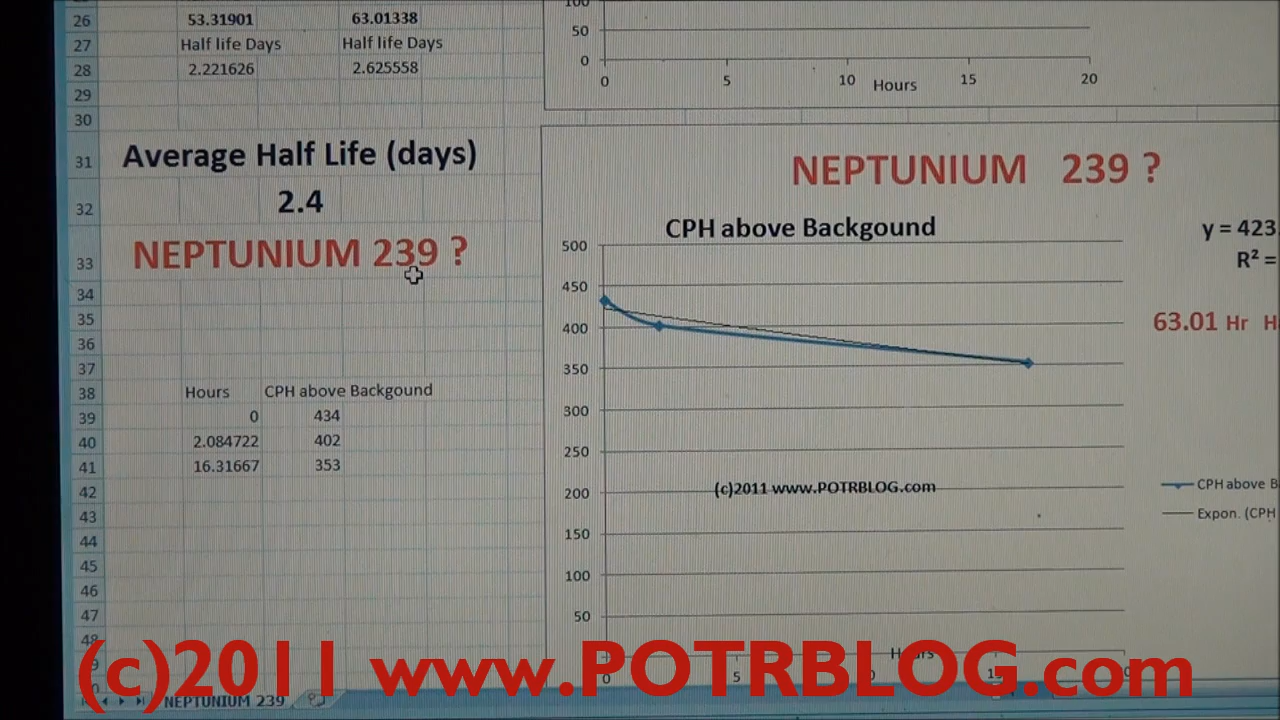 26 53.31901 63.01338
27 Half life Days Half life Days
28 2.221626 2.625558
29
30
31 Average Half Life (days)
32 2.4
33 NEPTUNIUM 239 ?
34
35
36
37
38 Hours CPH above Backgound
39 0 434
40 2.084722 402
41 16.31667 353
42
43
44
45
46
47
48
100
50
0
0 5 10 15 20
Hours
NEPTUNIUM 239 ?
CPH above Backgound
y = 423
R² =
63.01 Hr H
500
450
400
350
300
250
200
150
100
50
(c)2011 www.POTRBLOG.com
CPH above B
Expon. (CPH
Hours
0 5 15
(c)2011 www.POTRBLOG.com
NEPTUNIUM 239